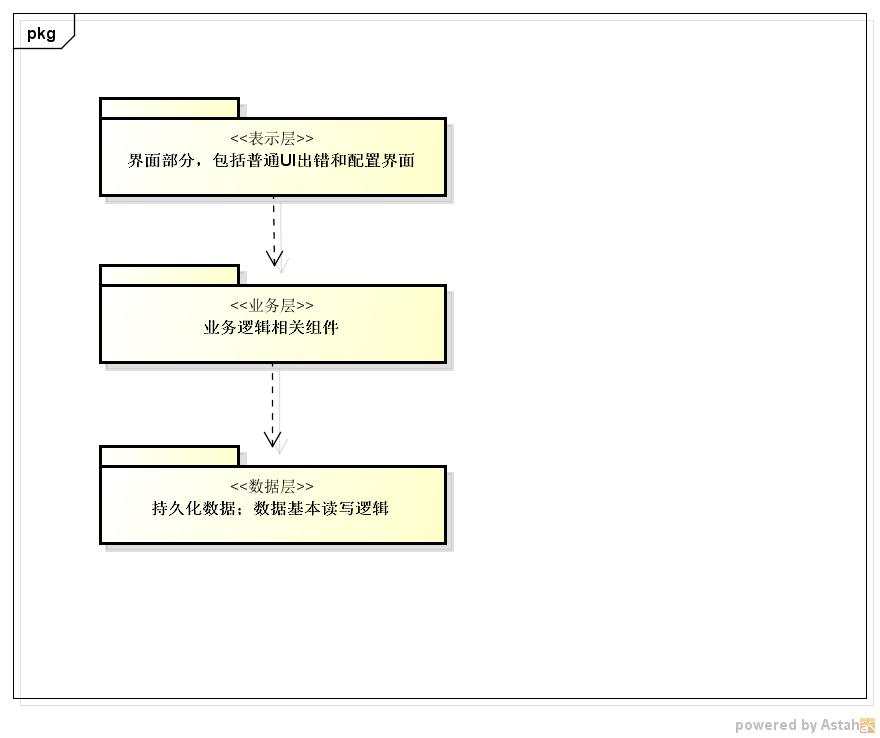 pkg
<<表示层>>
界面部分，包括普通UI出错和配置界面
<<业务层>>
业务逻辑相关组件
<<数据层>>
持久化数据；数据基本读写逻辑
powered by Astah